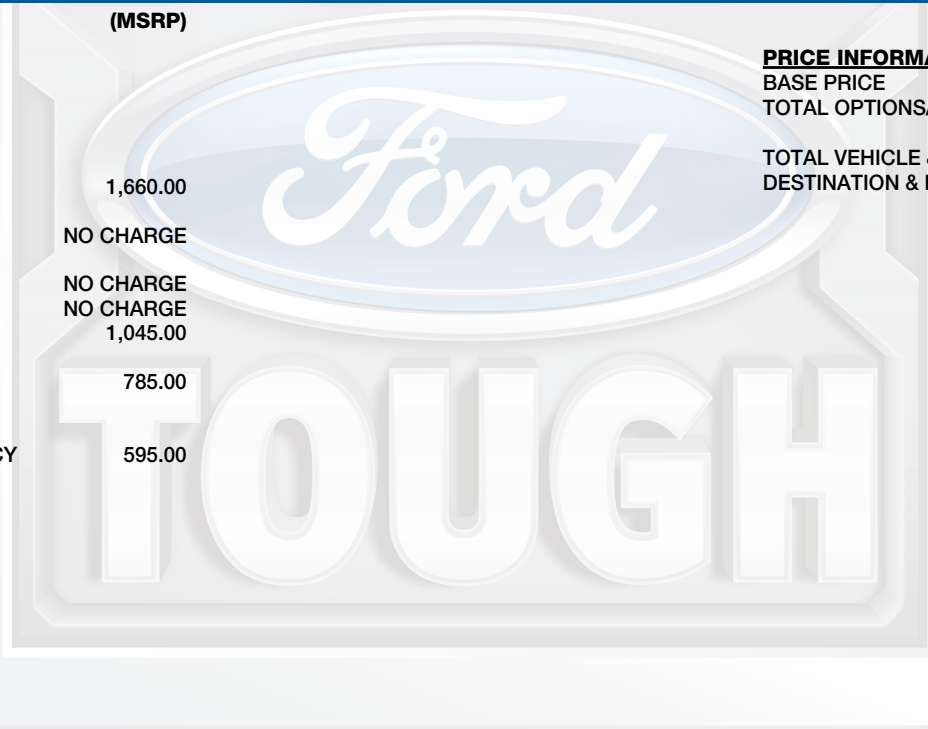 (MSRP)
1,660.00
NO CHARGE
NO CHARGE
NO CHARGE
1,045.00
785.00
CY 595.00
PRICE INFORMA
BASE PRICE
TOTAL OPTIONS
TOTAL VEHICLE
DESTINATION &
Ford
TOUGH